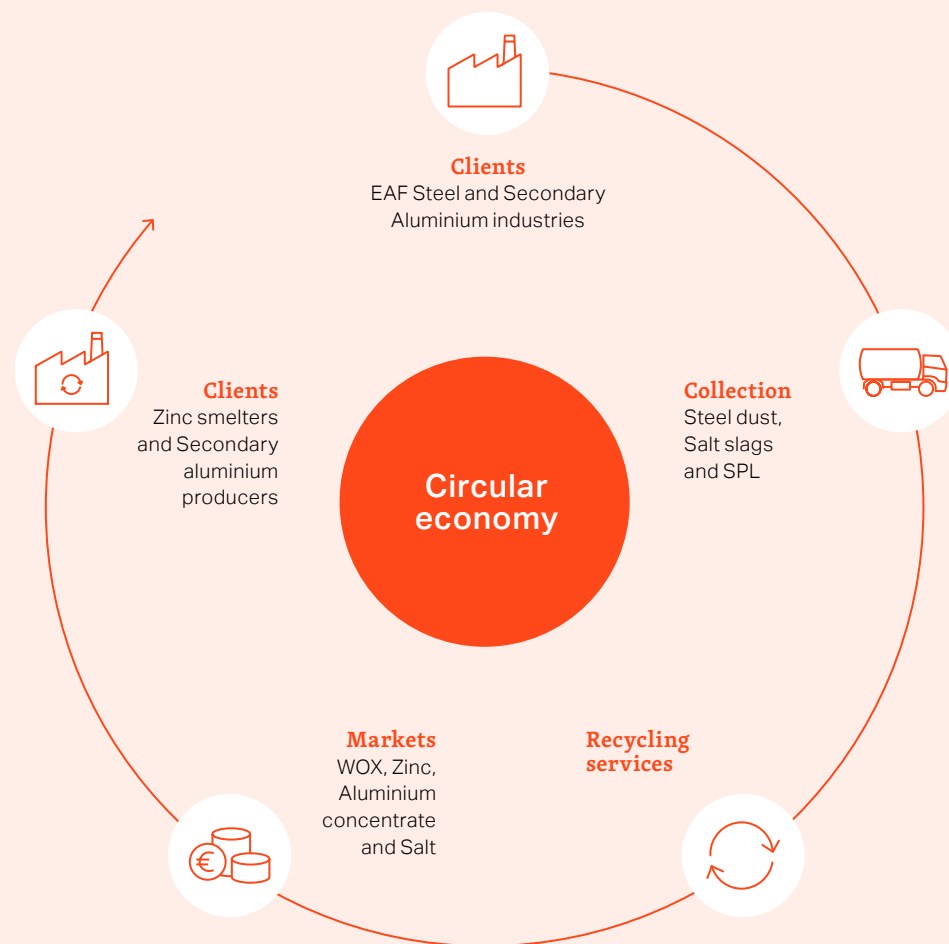 Clients
EAF Steel and Secondary
Aluminium industries
Collection
Steel dust,
Salt slags
and SPL
Recycling
services
Markets
WOX, Zinc,
Aluminium
concentrate
and Salt
€
Clients
Zinc smelters
and Secondary
aluminium
producers
Circular
economy